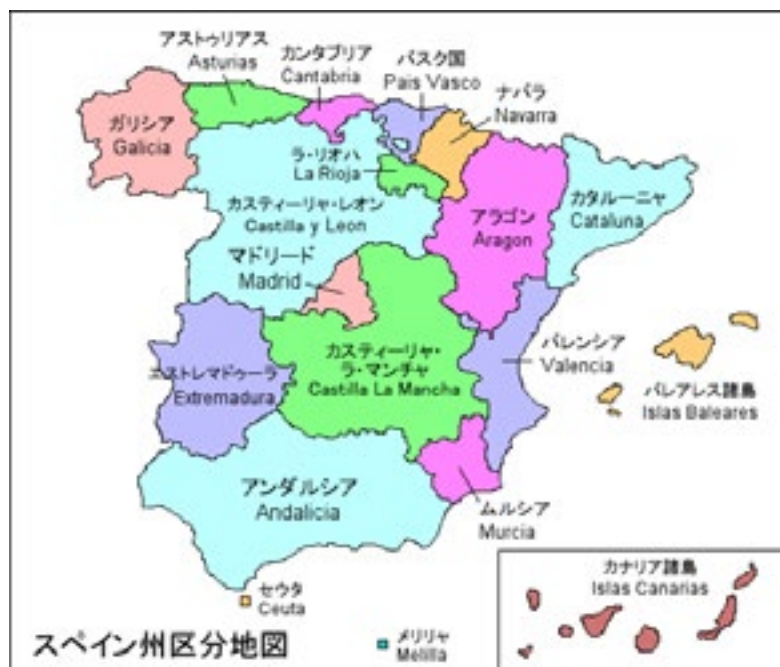 アストゥリアス
Asturias
カンタブリア
Cantabria
バスク国
Pais Vasco
ナバラ
Navarra
ガリシア
Galicia
ラ・リオハ
La Rioja
カスティーリャ・レオン
Castilla y Leon
アラゴン
Aragon
カタルーニャ
Cataluna
マドリード
Madrid
エストレマドゥーラ
Extremadura
カスティーリャ・
ラ・マンチャ
Castilla La Mancha
バレンシア
Valencia
バレアレス諸島
Islas Baleares
アンダルシア
Andalicia
ムルシア
Murcia
セウタ
Ceuta
メリリャ
Melilla
カナリア諸島
Islas Canarias
スペイン州区分地図